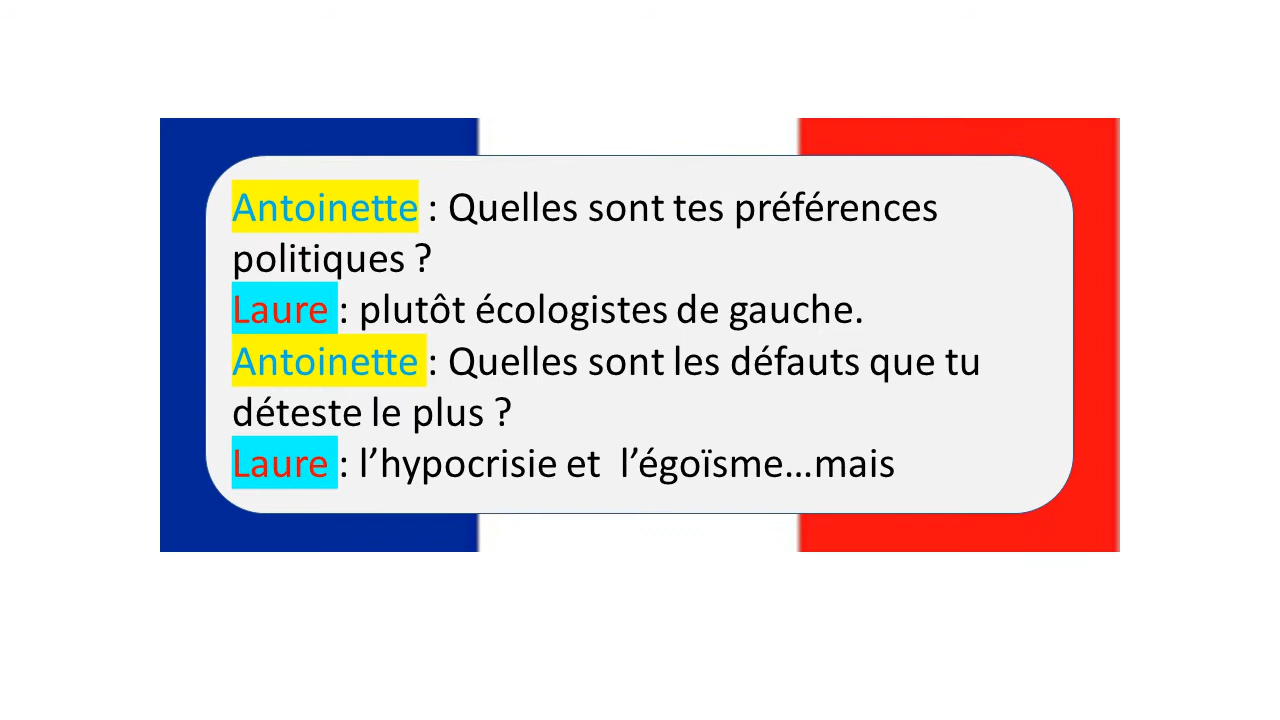 Antoinette : Quelles sont tes préférences
politiques ?
Laure : plutôt écologistes de gauche.
Antoinette : Quelles sont les défauts que tu
déteste le plus ?
Laure : l’hypocrisie et  l’égoïsme…mais